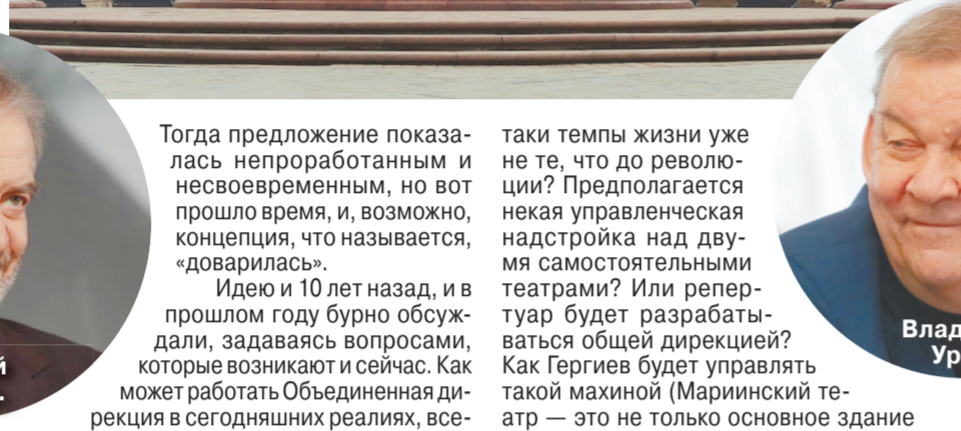 Тогда предложение показа-
лась непроработанным и
несвоевременным, но вот
прошло время, и, возможно,
концепция, что называется,
«доварилась».
Идею и 10 лет назад, и в
прошлом году бурно обсуж-
дали, задаваясь вопросами,
которые возникают и сейчас. Как
может работать Объединенная ди-
рекция в сегодняшних реалиях, все-
таки темпы жизни уже
не те, что до револю-
ции? Предполагается
некая управленческая
надстройка над дву-
мя самостоятельными
театрами? Или репер-
туар будет разрабаты-
ваться общей дирекцией?
Как Гергиев будет управлять
такой махиной (Мариинский те-
атр — это не только основное здание
Влад
Ур
й